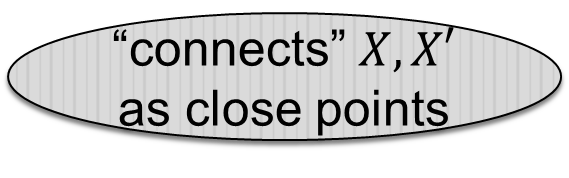 “connects” X, X′
as close points